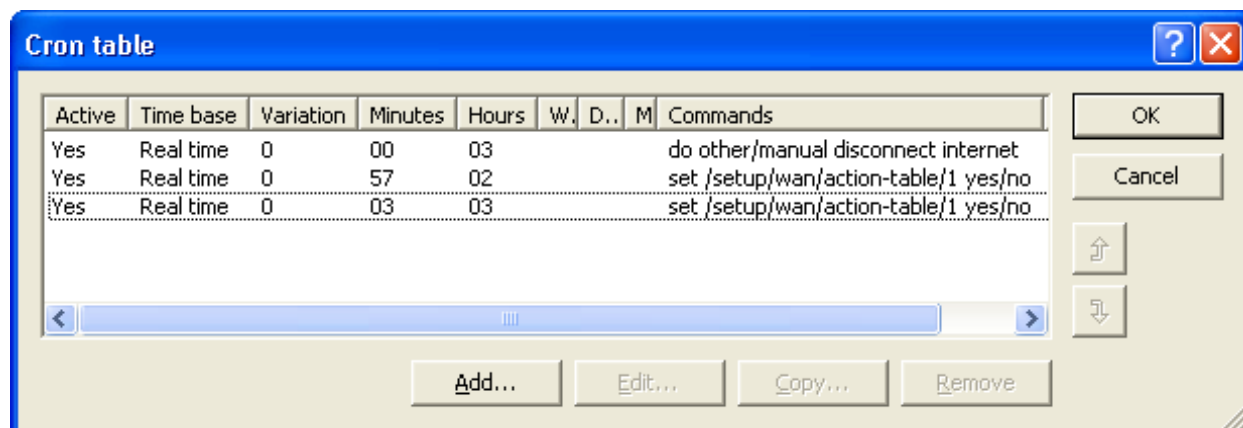 Cron table
Active Time base Variation Minutes Hours W. D.. M Commands
Yes Real time 0 00 03 do other/manual disconnect internet
Yes Real time 0 57 02 set /setup/wan/action-table/1 yes/no
Yes Real time 0 03 03 set /setup/wan/action-table/1 yes/no
OK
Cancel
Add... Edit... Copy... Remove